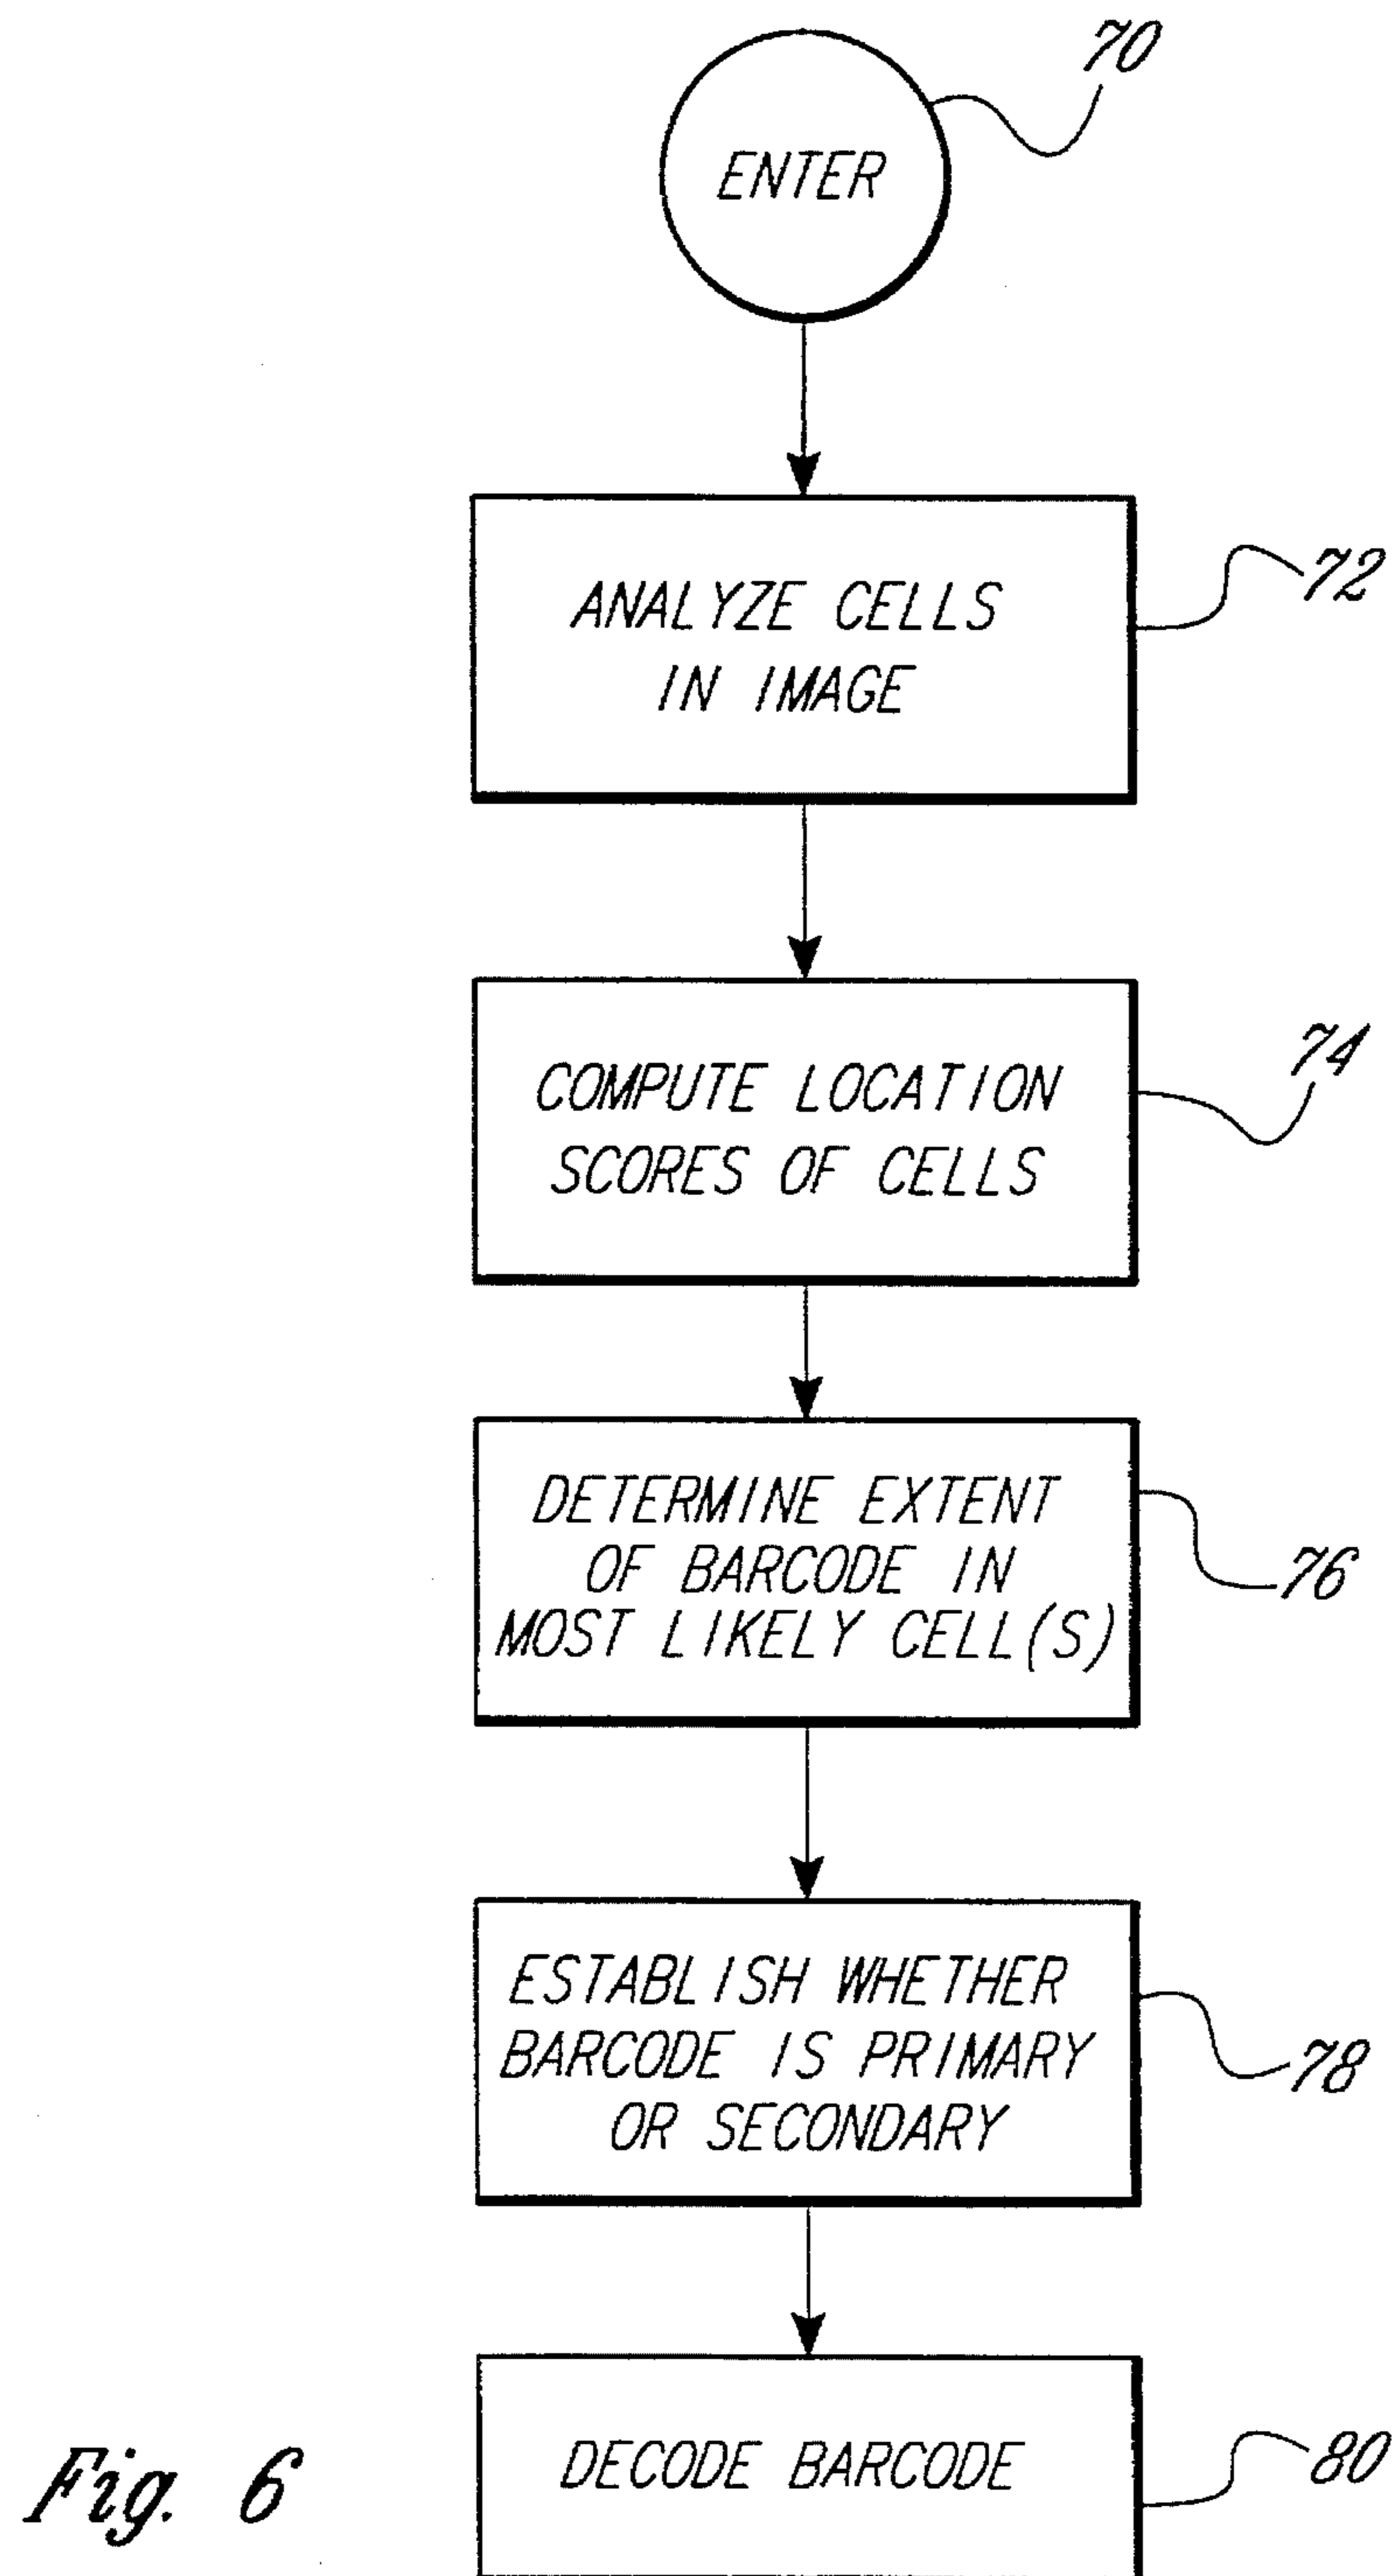 70
ENTER
72
ANALYZE CELLS
IN IMAGE
74
COMPUTE LOCATION
SCORES OF CELLS
DETERMINE EXTENT
OF BARCODE IN
MOST LIKELY CELL(S)
76
ESTABLISH WHETHER
BARCODE IS PRIMARY
OR SECONDARY
78
DECODE BARCODE
80
Fig. 6